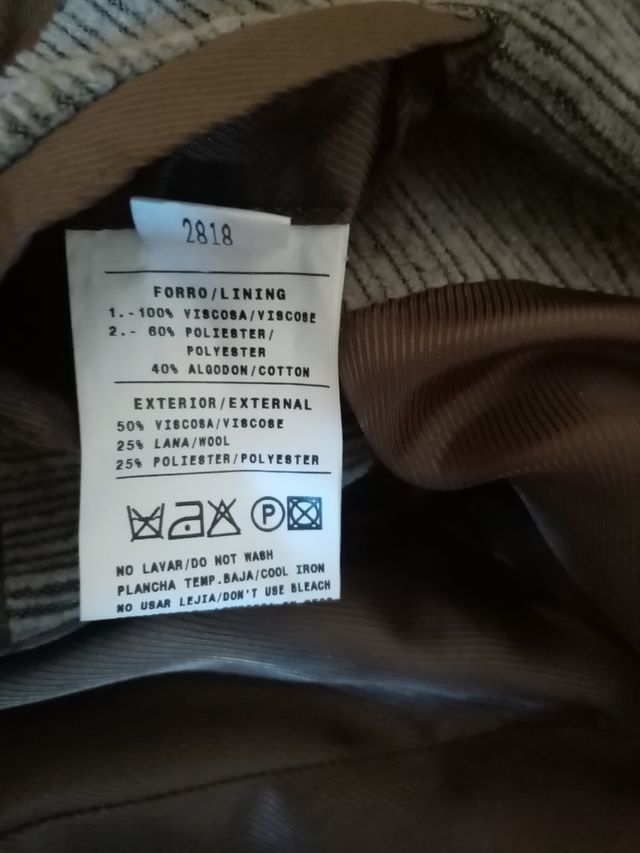 2818
FORRO/LINING
1.-100% VISCOSA/VISCOSE
2.- 60% POLIESTER/
POLYESTER
40% ALGODON/COTTON
EXTERIOR/EXTERNAL
50% VISCOSA/VISCOSE
25% LANA/WOOL
25% POLIESTER/POLYESTER
P
NO LAVAR/DO NOT WASH
PLANCHA TEMP.BAJA/COOL IRON
NO USAR LEJIA/DON'T USE BLEACH